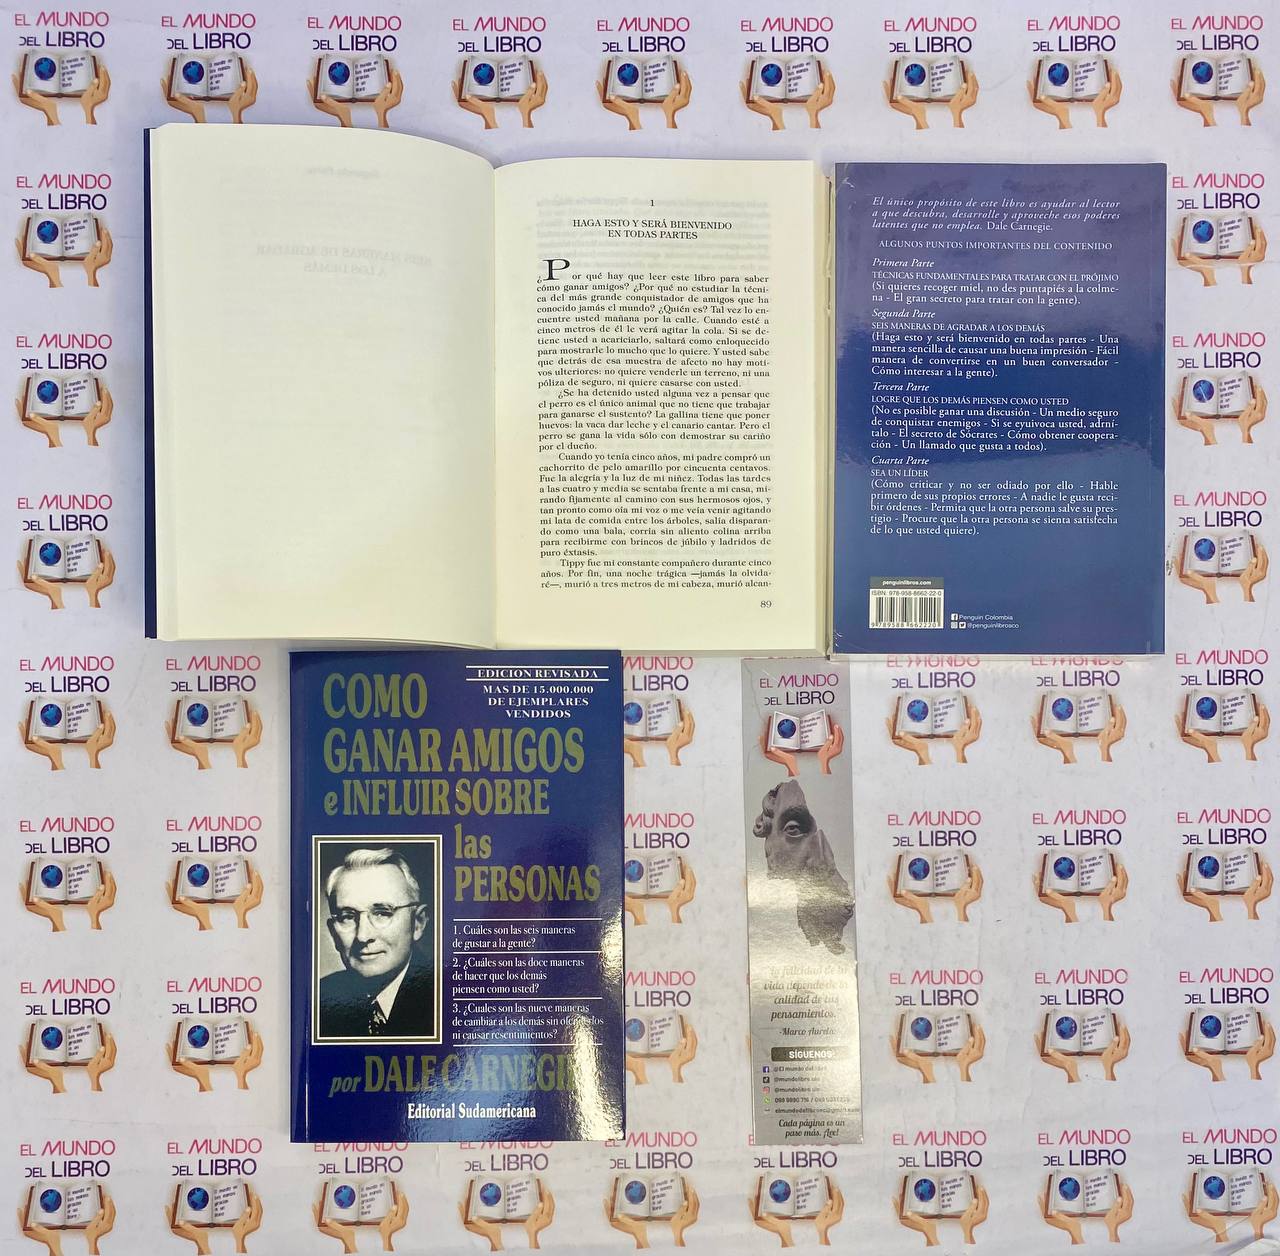 EL MUNDO
DEL LIBRO
1
HAGA ESTO Y SERÁ BIENVENIDO
EN TODAS PARTES
¿Por qué hay que leer este libro para saber
cómo ganar amigos? ¿Por qué no estudiar la técni-
ca del más grande conquistador de amigos que ha
conocido jamás el mundo? ¿Quién es? Tal vez lo en-
cuentre usted mañana por la calle. Cuando esté a
cinco metros de él le verá agitar la cola. Si se de-
tiene usted a acariciarlo, saltará como enloquecido
para mostrarle lo mucho que lo quiere. Y usted sabe
que detrás de esa muestra de afecto no hay moti-
vos ulteriores: no quiere venderle un terreno, ni una
póliza de seguro, ni quiere casarse con usted.
¿Se ha detenido usted alguna vez a pensar que
el perro es el único animal que no tiene que trabajar
para ganarse el sustento? La gallina tiene que poner
huevos: la vaca dar leche y el canario cantar. Pero el
perro se gana la vida sólo con demostrar su cariño
por el dueño.
Cuando yo tenía cinco años, mi padre compró un
cachorrito de pelo amarillo por cincuenta centavos.
Fue la alegría y la luz de mi niñez. Todas las tardes
a las cuatro y media se sentaba frente a mi casa, mi-
rando fijamente al camino con sus hermosos ojos, y
tan pronto como oía mi voz o me veía venir agitando
mi lata de comida entre los árboles, salía disparan-
do como una bala, corría sin aliento colina arriba
para recibirme con brincos de júbilo y ladridos de
puro éxtasis.
Tippy fue mi constante compañero durante cinco
años. Por fin, una noche trágica —jamás la olvida-
ré—, murió a tres metros de mi cabeza, murió alcan-
89
El único propósito de este libro es ayudar al lector
a que descubra, desarrolle y aproveche esos poderes
latentes que no emplea. Dale Carnegie.
ALGUNOS PUNTOS IMPORTANTES DEL CONTENIDO
Primera Parte
TÉCNICAS FUNDAMENTALES PARA TRATAR CON EL PRÓJIMO
(Si quieres recoger miel, no des puntapiés a la colme-
na - El gran secreto para tratar con la gente).
Segunda Parte
SEIS MANERAS DE AGRADAR A LOS DEMÁS
(Haga esto y será bienvenido en todas partes - Una
manera sencilla de causar una buena impresión - Fácil
manera de convertirse en un buen conversador -
Cómo interesar a la gente).
Tercera Parte
LOGRE QUE LOS DEMÁS PIENSEN COMO USTED
(No es posible ganar una discusión - Un medio seguro
de conquistar enemigos - Si se eyuivoca usted, adrní-
talo - El secreto de Sócrates - Cómo obtener coopera-
ción - Un llamado que gusta a todos).
Cuarta Parte
SEA UN LÍDER
(Cómo criticar y no ser odiado por ello - Hable
primero de sus propios errores - A nadie le gusta reci-
bir órdenes - Permita que la otra persona salve su pres-
tigio - Procure que la otra persona se sienta satisfecha
de lo que usted quiere).
penguinlibros.com
ISBN: 978-958-8662-22-0
9 789588 662220
Penguin Colombia
@penguinlibrosco
EDICION REVISADA
MAS DE 15.000.000
DE EJEMPLARES
VENDIDOS
COMO
GANAR AMIGOS
e INFLUIR SOBRE
las
PERSONAS
1. Cuáles son las seis maneras
de gustar a la gente?
2. ¿Cuáles son las doce maneras
de hacer que los demás
piensen como usted?
3. ¿Cuales son las nueve maneras
de cambiar a los demás sin ofenderlos
ni causar resentimientos?
por DALE CARNEGIE
Editorial Sudamericana
EL MUNDO
DEL LIBRO
la felicidad de tu
vida depende de la
calidad de tus
pensamientos.
-Marco Aurelio
SÍGUENOS:
@El mundo del libro
@mundolibro.uio
@mundolibro.uio
elmundodellibroec@gmail.com
Cada página es un
paso más. Lee!